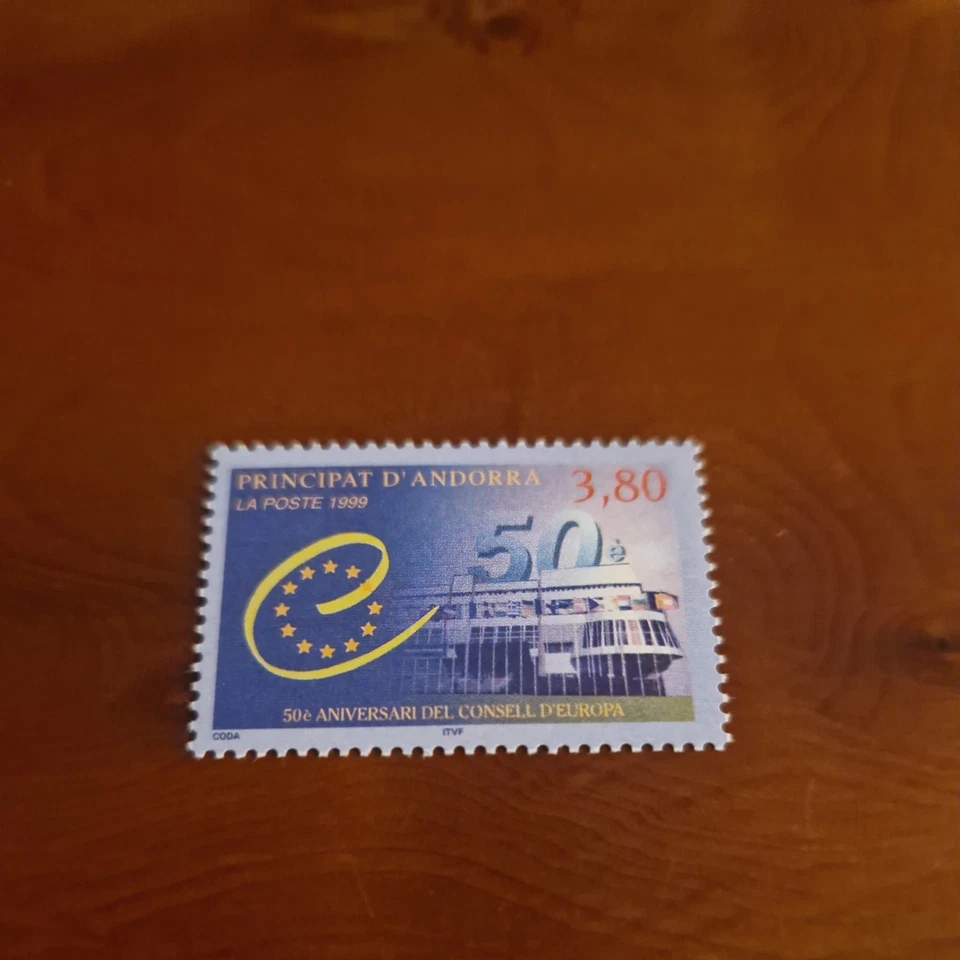 PRINCIPAT D'ANDORRA 3,80
LA POSTE 1999
50è
50è ANIVERSARI DEL CONSELL D'EUROPA
CODA ITVF